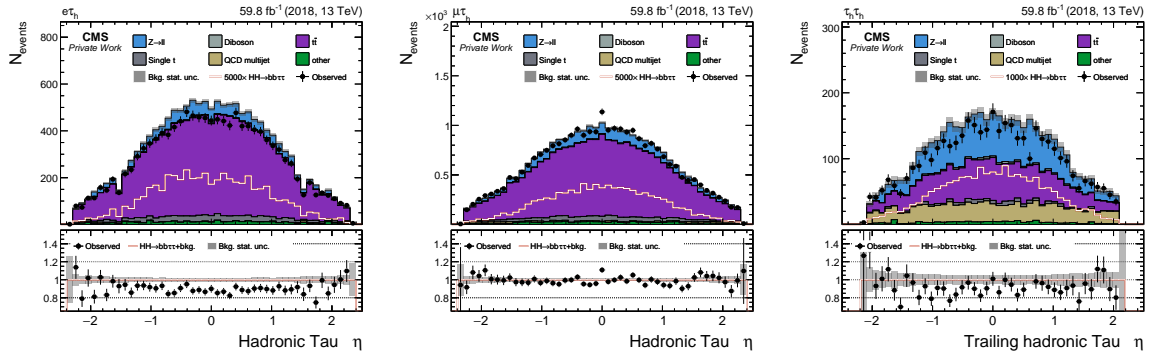 eτh 59.8 fb⁻¹ (2018, 13 TeV)
Nevents
CMS
Private Work
Z→ll Diboson tt̄
Single t QCD multijet other
Bkg. stat. unc. 5000× HH→bbττ Observed
800
600
400
200
Observed HH→bbττ+bkg. Bkg. stat. unc.
1.4
1.2
1
0.8
−2 −1 0 1 2
Hadronic Tau η
×10³ μτh 59.8 fb⁻¹ (2018, 13 TeV)
Nevents
CMS
Private Work
Z→ll Diboson tt̄
Single t QCD multijet other
Bkg. stat. unc. 5000× HH→bbττ Observed
2
1.5
1
0.5
Observed HH→bbττ+bkg. Bkg. stat. unc.
1.4
1.2
1
0.8
−2 −1 0 1 2
Hadronic Tau η
τhτh 59.8 fb⁻¹ (2018, 13 TeV)
Nevents
CMS
Private Work
Z→ll Diboson tt̄
Single t QCD multijet other
Bkg. stat. unc. 1000× HH→bbττ Observed
300
200
100
Observed HH→bbττ+bkg. Bkg. stat. unc.
1.4
1.2
1
0.8
−2 −1 0 1 2
Trailing hadronic Tau η